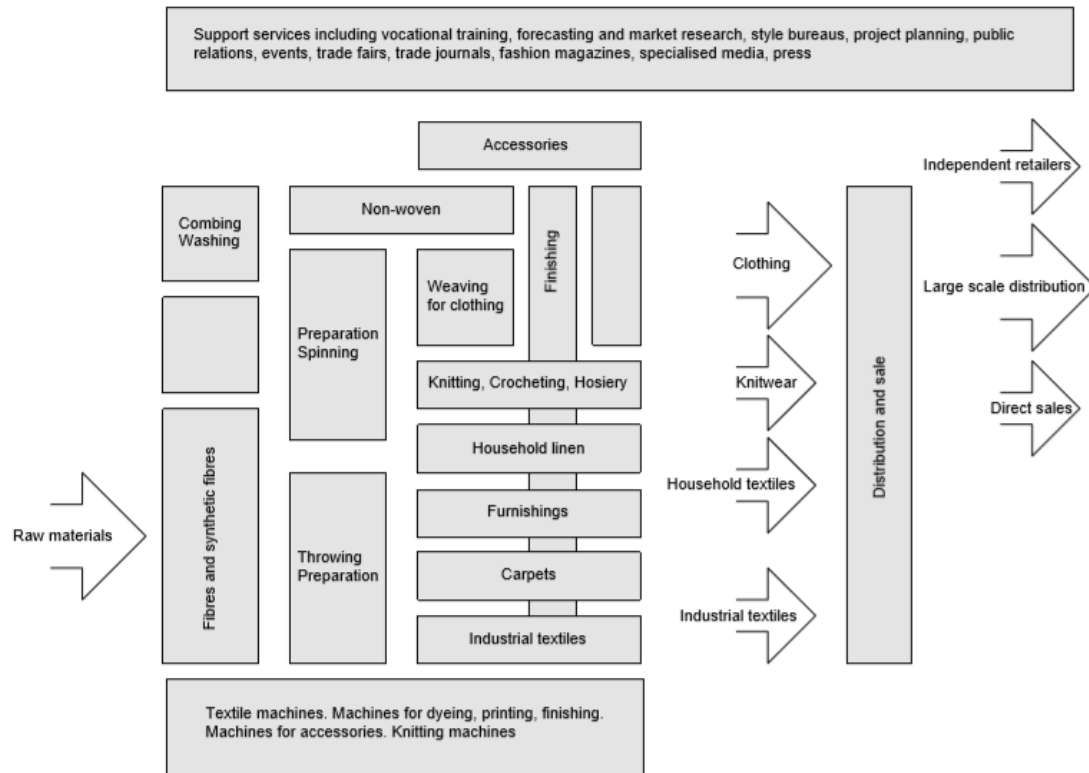 Support services including vocational training, forecasting and market research, style bureaus, project planning, public
relations, events, trade fairs, trade journals, fashion magazines, specialised media, press
Accessories
Independent retailers
Combing
Washing
Non-woven
Finishing
Weaving
for clothing
Clothing
Large scale distribution
Preparation
Spinning
Knitting, Crocheting, Hosiery
Knitwear
Direct sales
Distribution and sale
Household linen
Household textiles
Furnishings
Raw materials
Fibres and synthetic fibres
Throwing
Preparation
Carpets
Industrial textiles
Industrial textiles
Textile machines. Machines for dyeing, printing, finishing.
Machines for accessories. Knitting machines